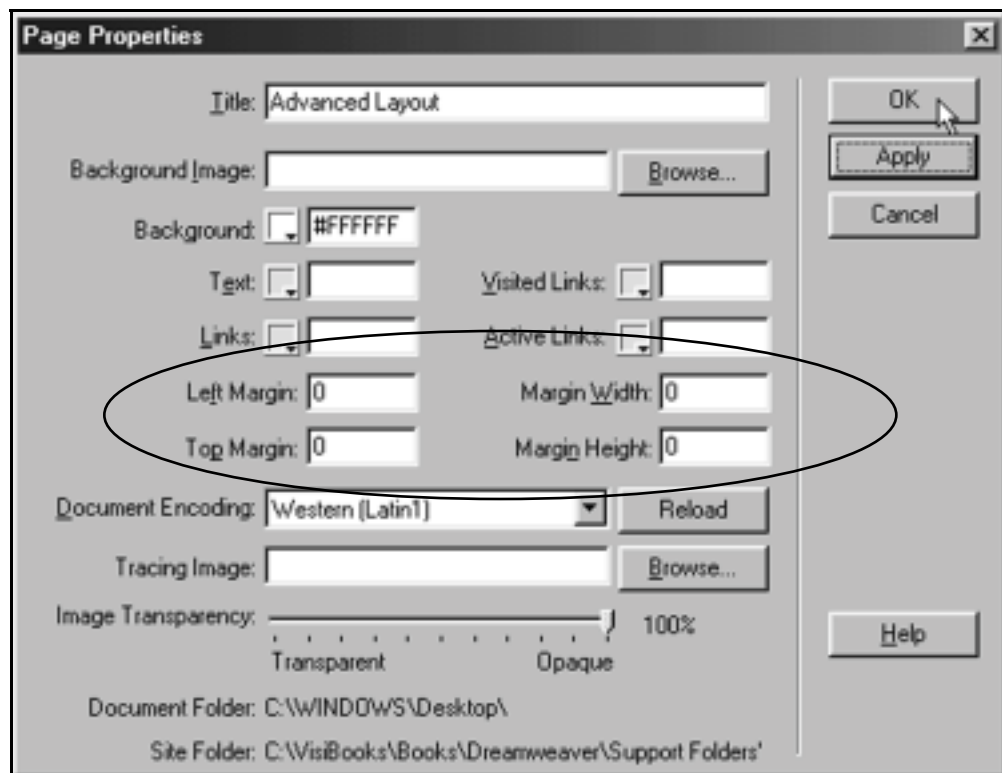 Page Properties
Title: Advanced Layout
OK
Background Image: Browse...
Apply
Background: #FFFFFF
Cancel
Text: Visited Links:
Links: Active Links:
Left Margin: 0 Margin Width: 0
Top Margin: 0 Margin Height: 0
Document Encoding: Western (Latin1) Reload
Tracing Image: Browse...
Image Transparency: 100%
Transparent Opaque
Help
Document Folder: C:\WINDOWS\Desktop\
Site Folder: C:\VisiBooks\Books\Dreamweaver\Support Folders'